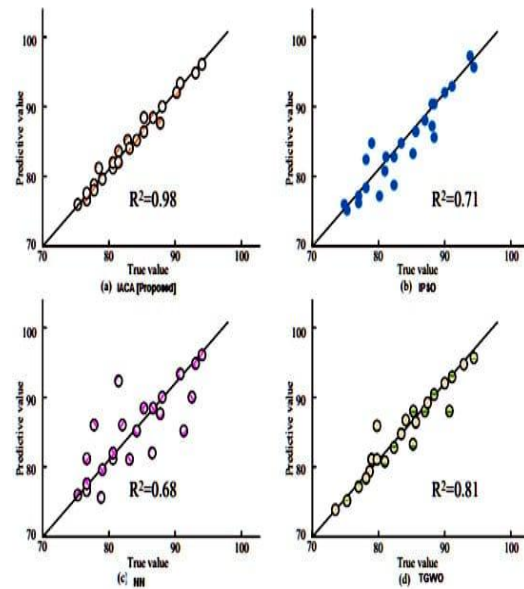 100
90
80
70
Predictive value
R²=0.98
70 80 90 100
True value
(a) IACA [Proposed]
100
90
80
70
Predictive value
R²=0.71
70 80 90 100
True value
(b) IPSO
100
90
80
70
Predictive value
R²=0.68
70 80 90 100
True value
(c) NN
100
90
80
70
Predictive value
R²=0.81
70 80 90 100
True value
(d) TGWO